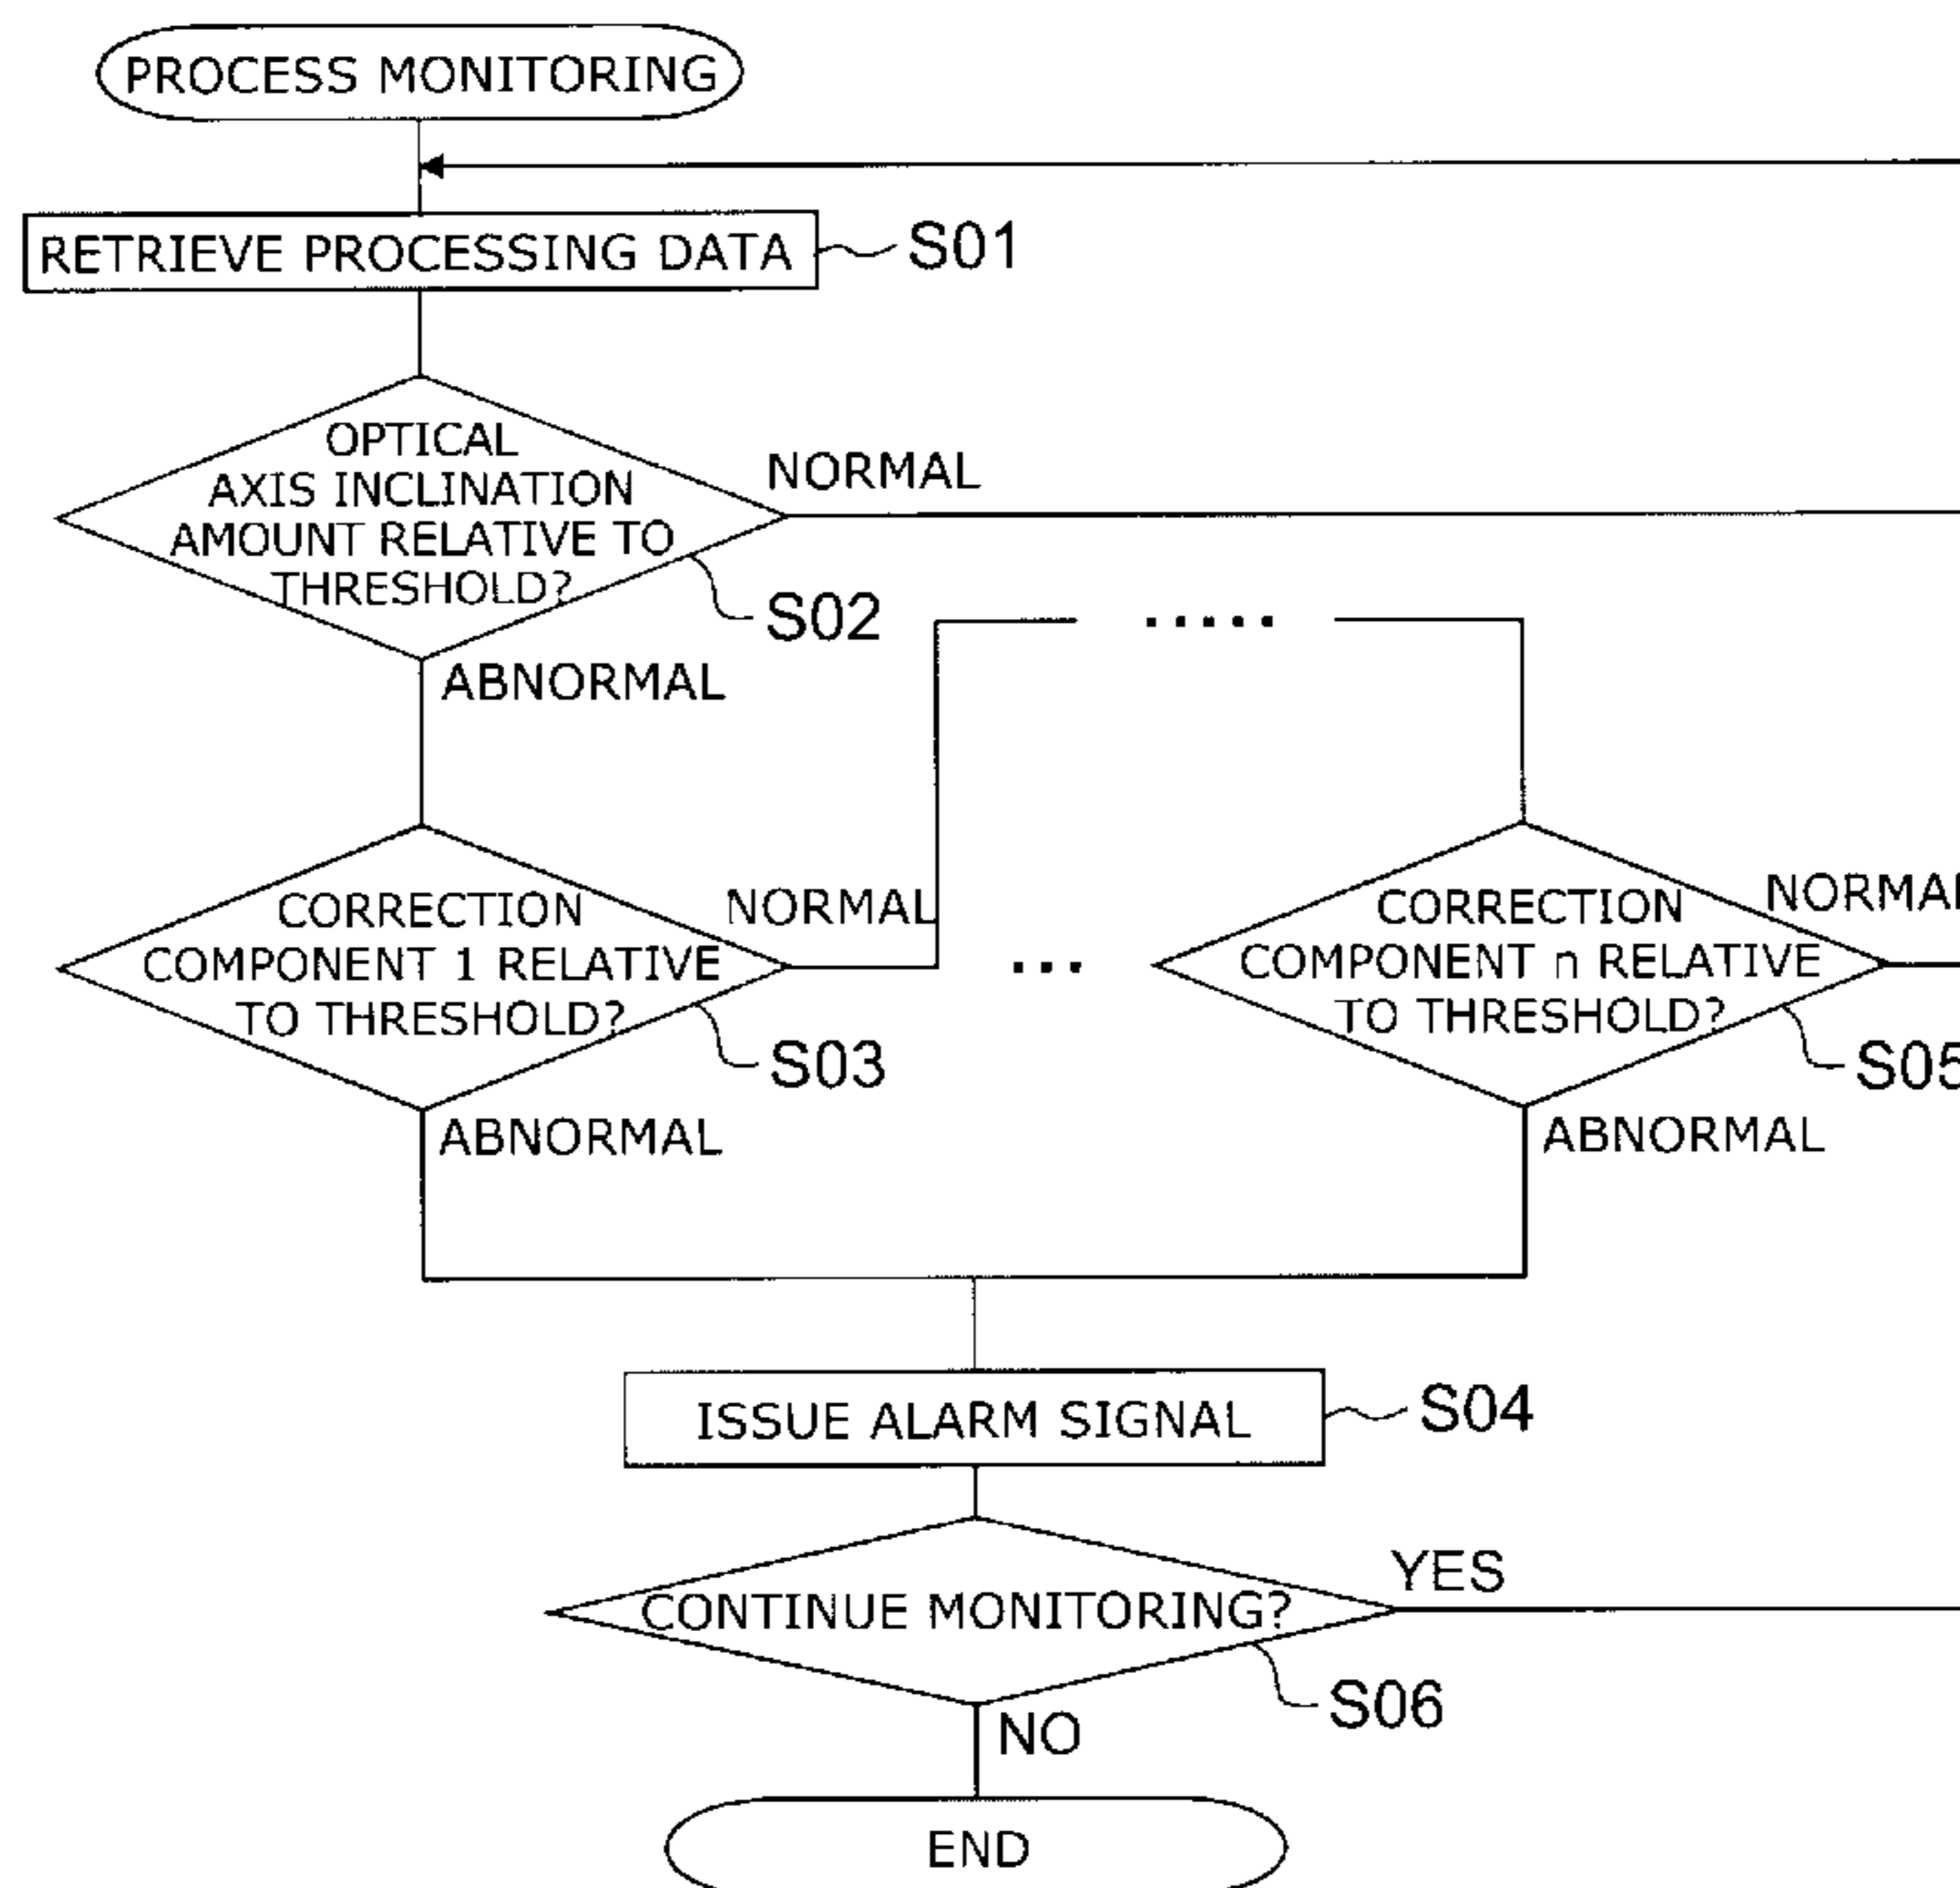 PROCESS MONITORING
RETRIEVE PROCESSING DATA
S01
OPTICAL
AXIS INCLINATION
AMOUNT RELATIVE TO
THRESHOLD?
NORMAL
S02
.....
ABNORMAL
CORRECTION
COMPONENT 1 RELATIVE
TO THRESHOLD?
NORMAL
S03
...
CORRECTION
COMPONENT n RELATIVE
TO THRESHOLD?
NORMAL
S05
ABNORMAL
ABNORMAL
ISSUE ALARM SIGNAL
S04
CONTINUE MONITORING?
YES
S06
NO
END